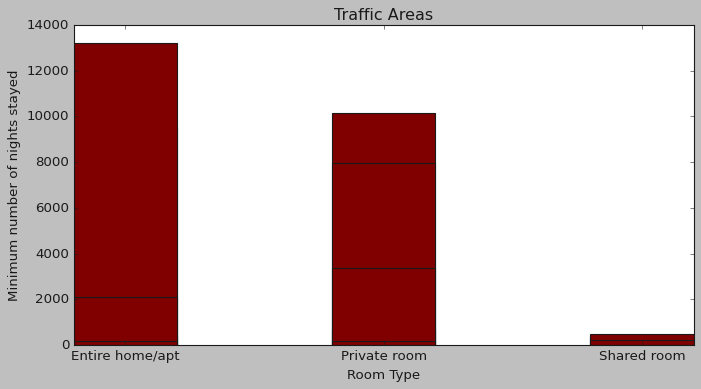 Traffic Areas
Minimum number of nights stayed
14000
12000
10000
8000
6000
4000
2000
0
Entire home/apt
Private room
Shared room
Room Type